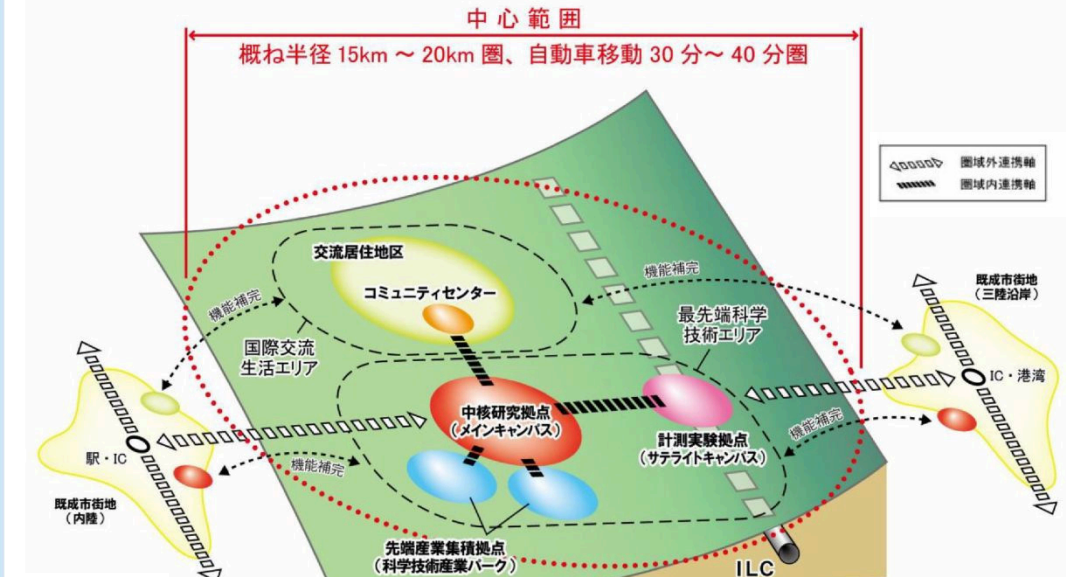 中心範囲
概ね半径 15km ～ 20km 圏、自動車移動 30 分～ 40 分圏
圏域外連携軸
圏域内連携軸
交流居住地区
コミュニティセンター
機能補完
機能補完
既成市街地
（三陸沿岸）
国際交流
生活エリア
最先端科学
技術エリア
IC・港湾
中核研究拠点
（メインキャンパス）
計測実験拠点
（サテライトキャンパス）
機能補完
駅・IC
機能補完
既成市街地
（内陸）
先端産業集積拠点
（科学技術産業パーク）
ILC